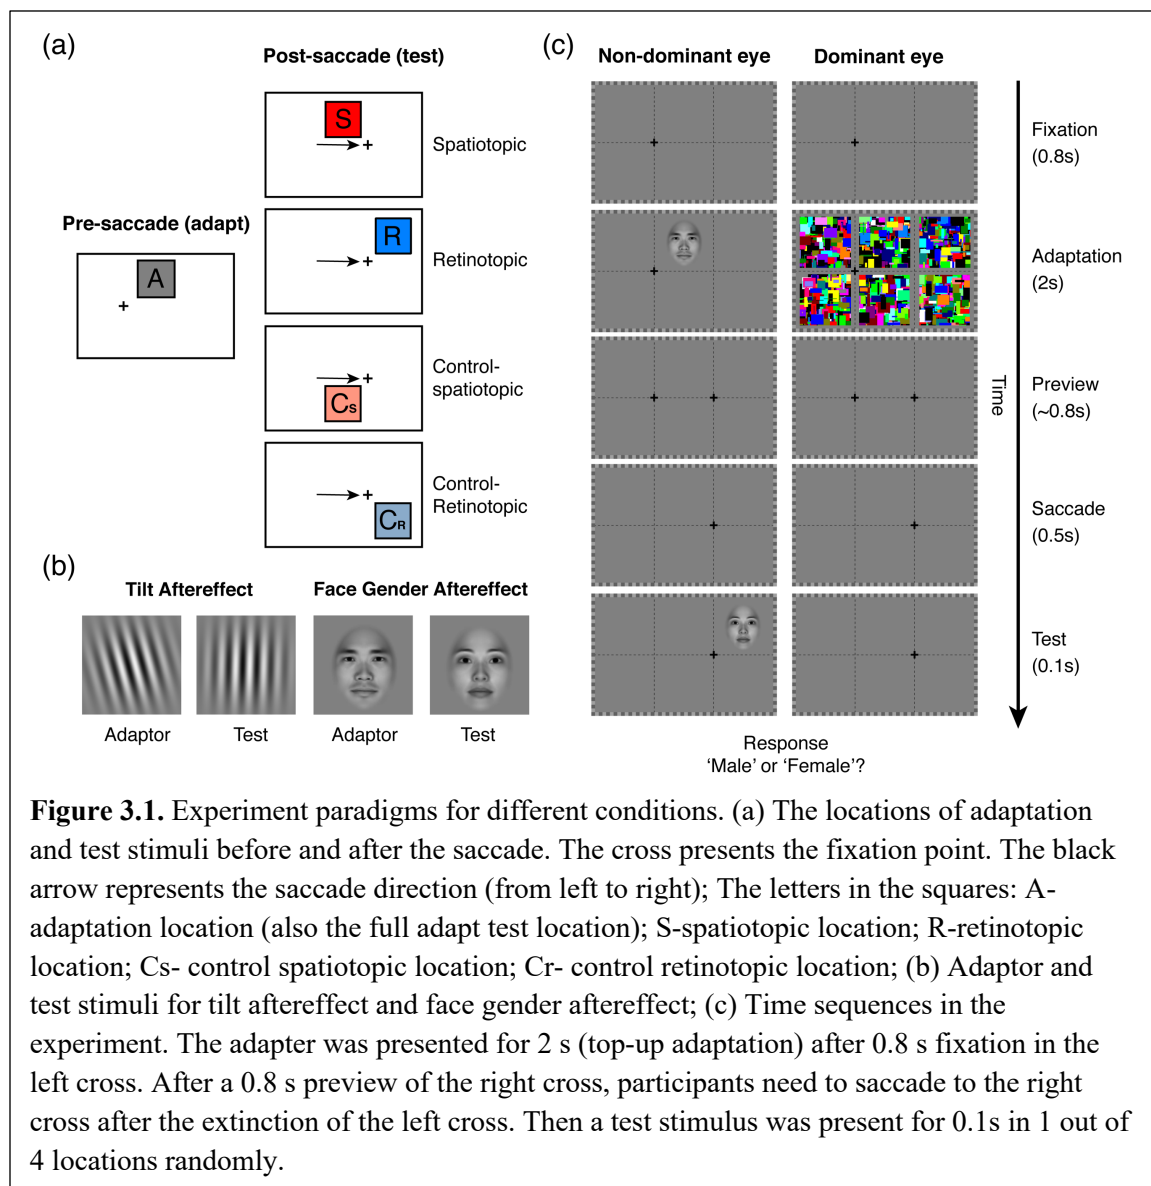 (a)
Post-saccade (test)
S
Spatiotopic
Pre-saccade (adapt)
A
R
Retinotopic
Cs
Control-
spatiotopic
CR
Control-
Retinotopic
(b)
Tilt Aftereffect
Face Gender Aftereffect
Adaptor
Test
Adaptor
Test
(c)
Non-dominant eye
Dominant eye
Fixation
(0.8s)
Adaptation
(2s)
Preview
(~0.8s)
Time
Saccade
(0.5s)
Test
(0.1s)
Response
‘Male’ or ‘Female’?
Figure 3.1. Experiment paradigms for different conditions. (a) The locations of adaptation
and test stimuli before and after the saccade. The cross presents the fixation point. The black
arrow represents the saccade direction (from left to right); The letters in the squares: A-
adaptation location (also the full adapt test location); S-spatiotopic location; R-retinotopic
location; Cs- control spatiotopic location; Cr- control retinotopic location; (b) Adaptor and
test stimuli for tilt aftereffect and face gender aftereffect; (c) Time sequences in the
experiment. The adapter was presented for 2 s (top-up adaptation) after 0.8 s fixation in the
left cross. After a 0.8 s preview of the right cross, participants need to saccade to the right
cross after the extinction of the left cross. Then a test stimulus was present for 0.1s in 1 out of
4 locations randomly.